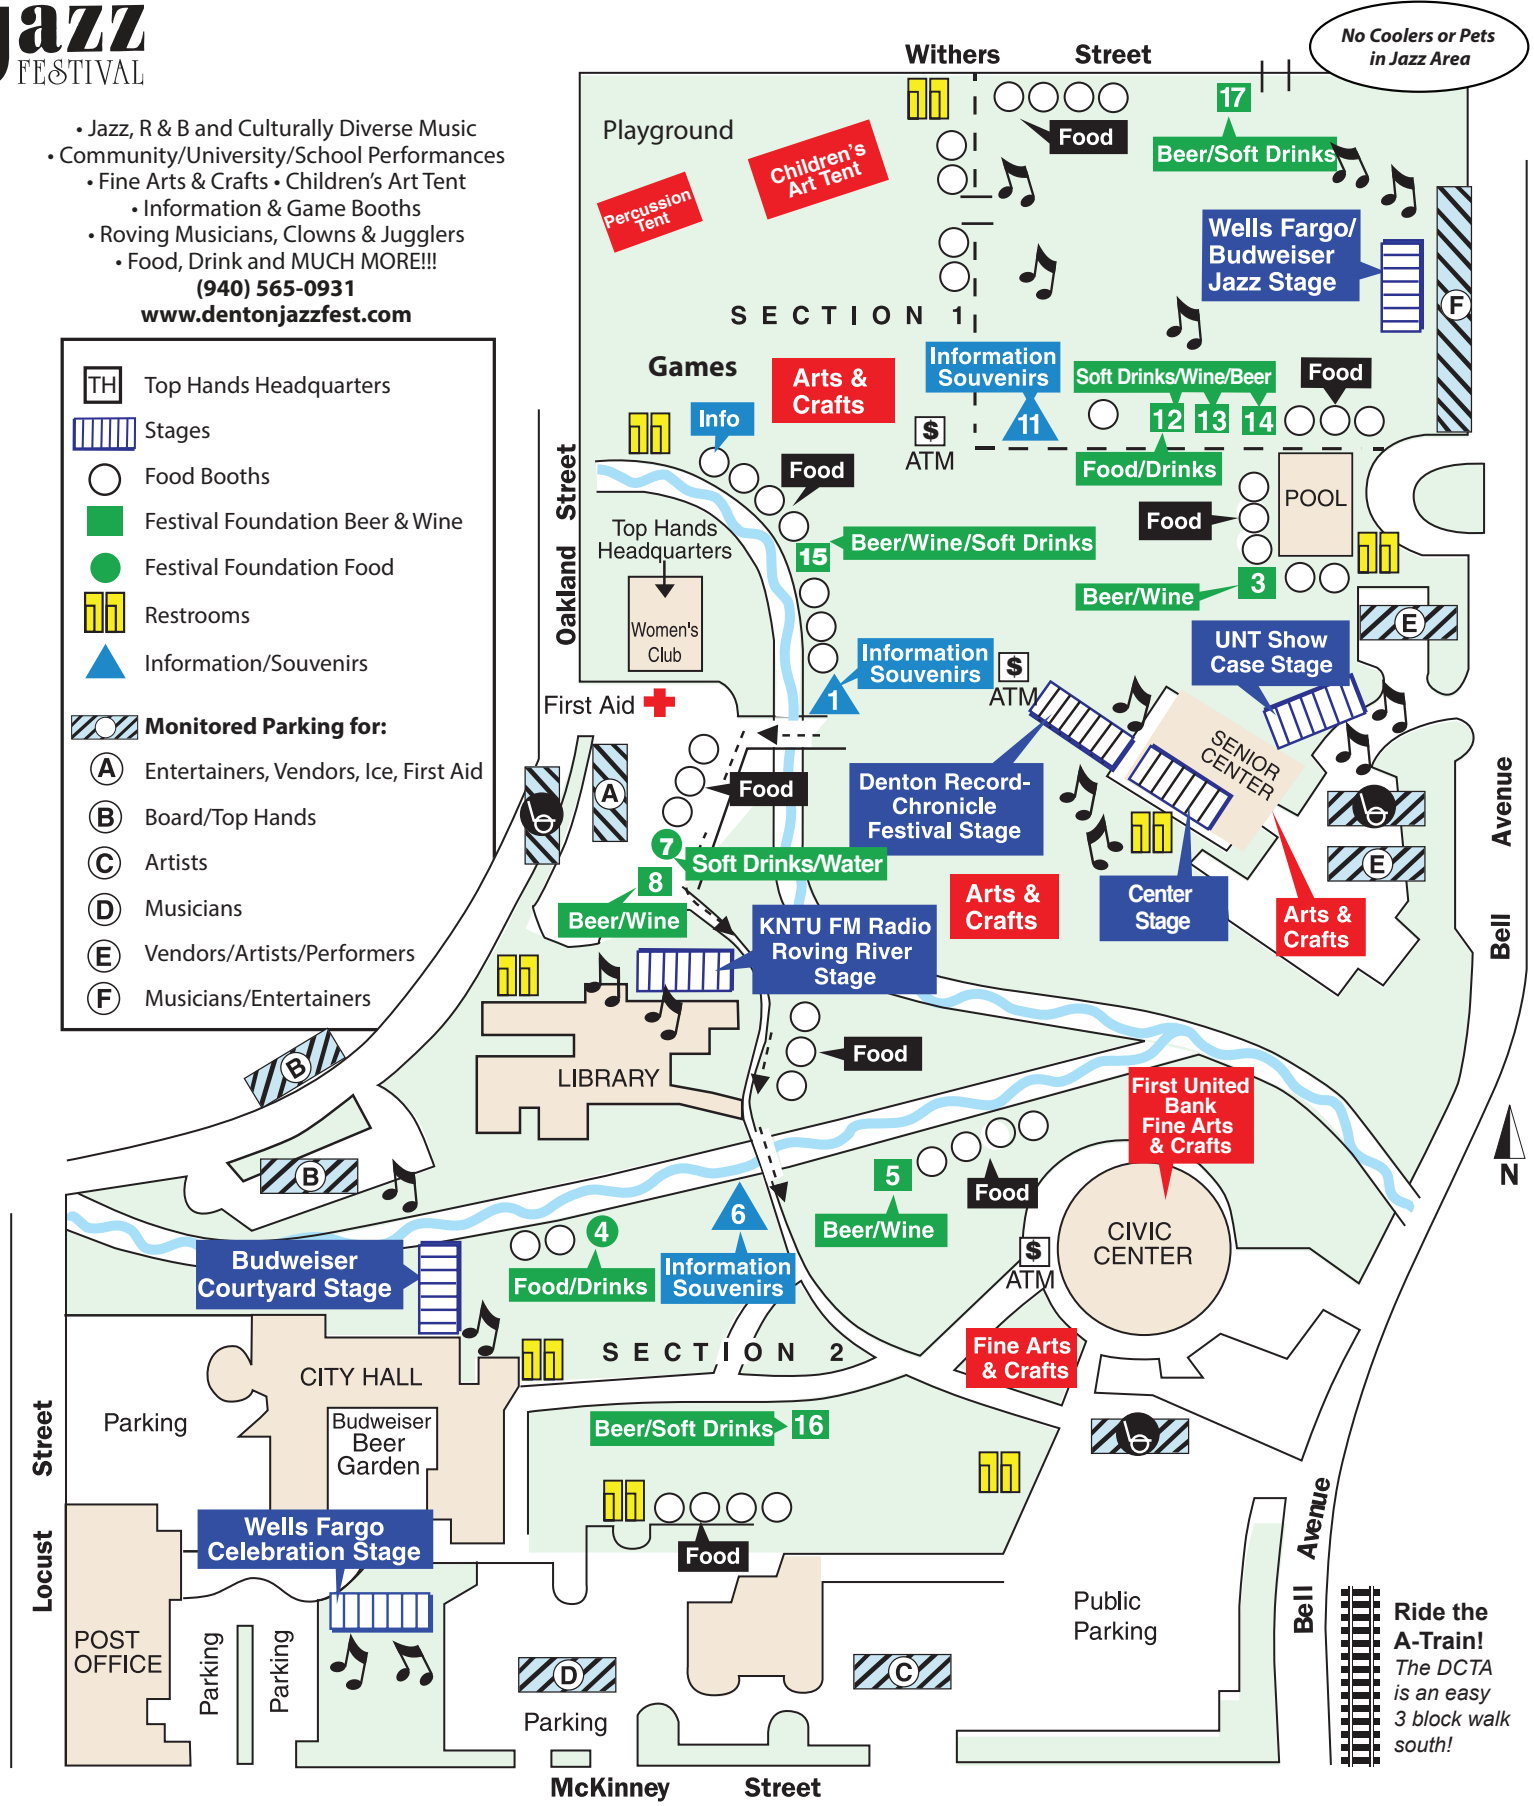 jazz
FESTIVAL
• Jazz, R & B and Culturally Diverse Music
• Community/University/School Performances
• Fine Arts & Crafts • Children's Art Tent
• Information & Game Booths
• Roving Musicians, Clowns & Jugglers
• Food, Drink and MUCH MORE!!!
(940) 565-0931
www.dentonjazzfest.com
TH Top Hands Headquarters
Stages
Food Booths
Festival Foundation Beer & Wine
Festival Foundation Food
Restrooms
Information/Souvenirs
Monitored Parking for:
A Entertainers, Vendors, Ice, First Aid
B Board/Top Hands
C Artists
D Musicians
E Vendors/Artists/Performers
F Musicians/Entertainers
No Coolers or Pets
in Jazz Area
Withers Street
Playground
Children's
Art Tent
Percussion
Tent
Food
17
Beer/Soft Drinks
Wells Fargo/
Budweiser
Jazz Stage
F
SECTION 1
Games
Arts &
Crafts
Information
Souvenirs
11
Soft Drinks/Wine/Beer
12
13
14
Food
Info
$
ATM
Food/Drinks
Food
POOL
Food
Oakland Street
Top Hands
Headquarters
15
Beer/Wine/Soft Drinks
3
Beer/Wine
Women's
Club
E
UNT Show
Case Stage
Information
Souvenirs
1
$
ATM
First Aid
SENIOR
CENTER
A
Food
Denton Record-
Chronicle
Festival Stage
E
7
Soft Drinks/Water
8
Beer/Wine
Arts &
Crafts
Center
Stage
Arts &
Crafts
KNTU FM Radio
Roving River
Stage
Bell Avenue
LIBRARY
Food
B
B
First United
Bank
Fine Arts
& Crafts
N
5
Beer/Wine
Food
CIVIC
CENTER
$
ATM
6
Information
Souvenirs
4
Food/Drinks
Budweiser
Courtyard Stage
SECTION 2
Fine Arts
& Crafts
CITY HALL
Parking
Budweiser
Beer
Garden
Beer/Soft Drinks
16
Locust Street
Wells Fargo
Celebration Stage
Food
Bell Avenue
POST
OFFICE
Parking
Parking
D
Parking
C
Public
Parking
Ride the
A-Train!
The DCTA
is an easy
3 block walk
south!
McKinney Street